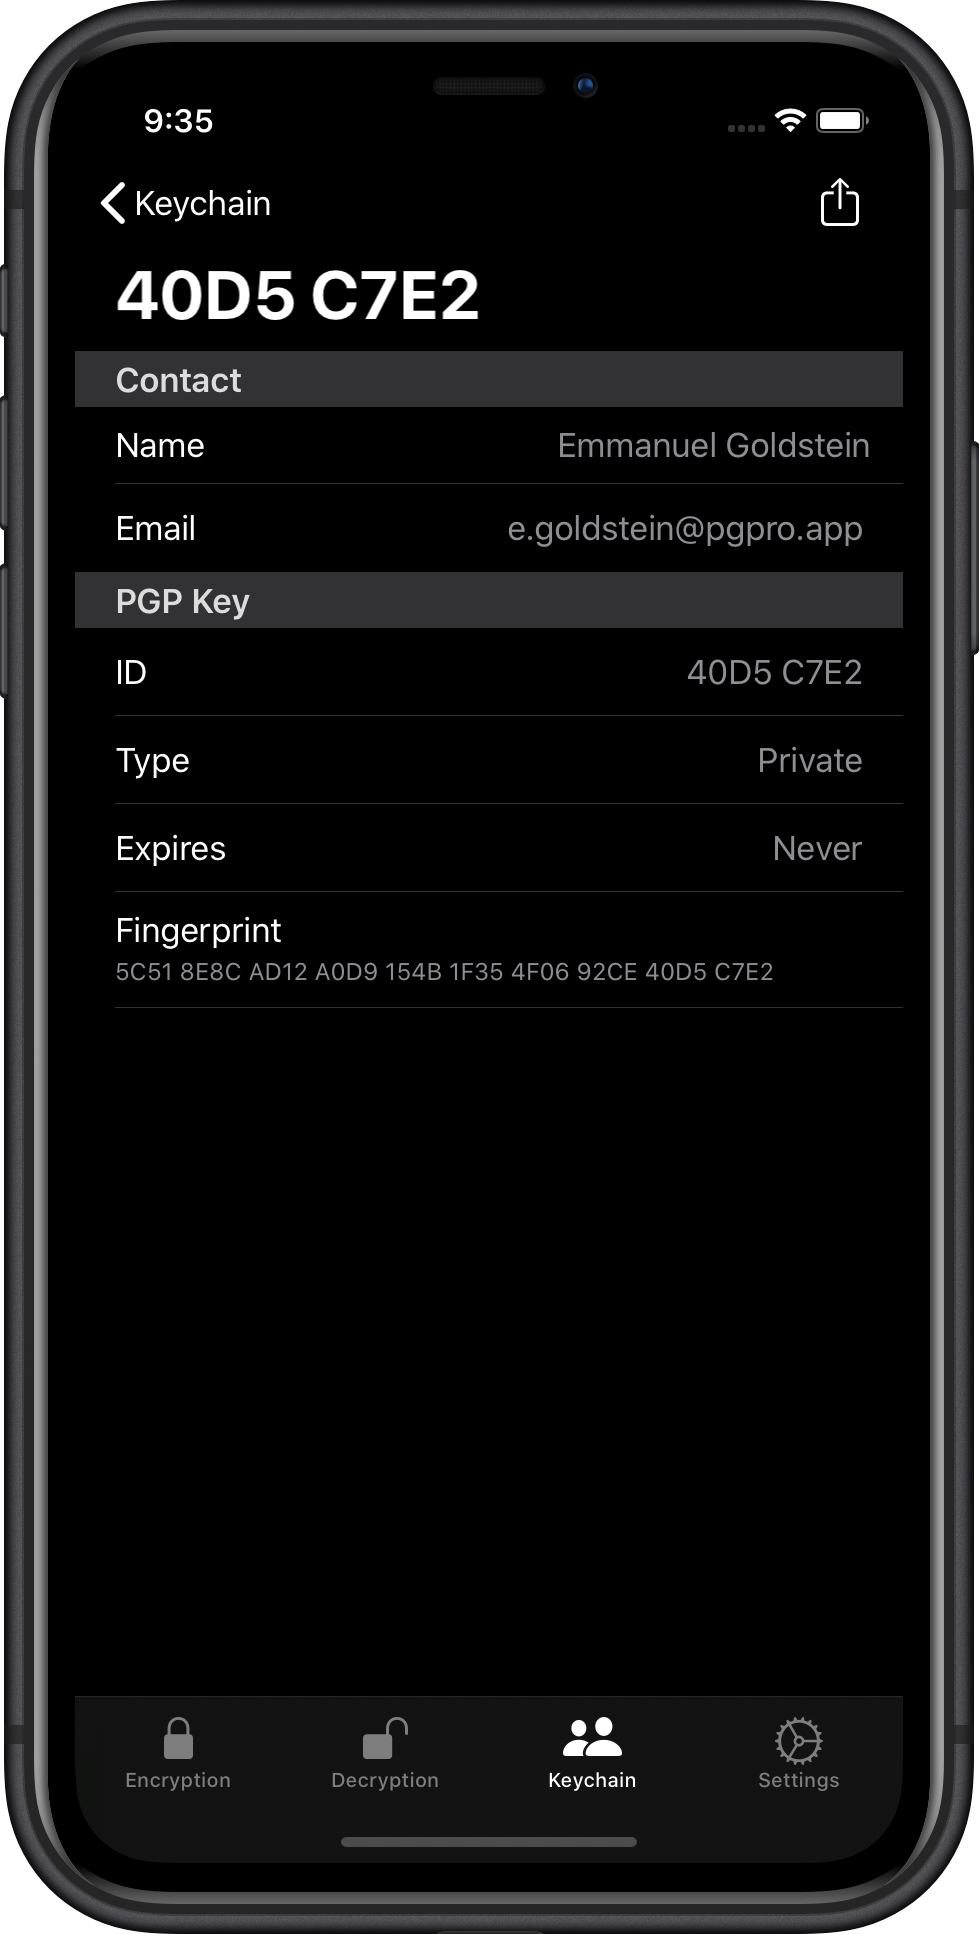 9:35
Keychain
40D5 C7E2
Contact
Name Emmanuel Goldstein
Email e.goldstein@pgpro.app
PGP Key
ID 40D5 C7E2
Type Private
Expires Never
Fingerprint
5C51 8E8C AD12 A0D9 154B 1F35 4F06 92CE 40D5 C7E2
Encryption Decryption Keychain Settings